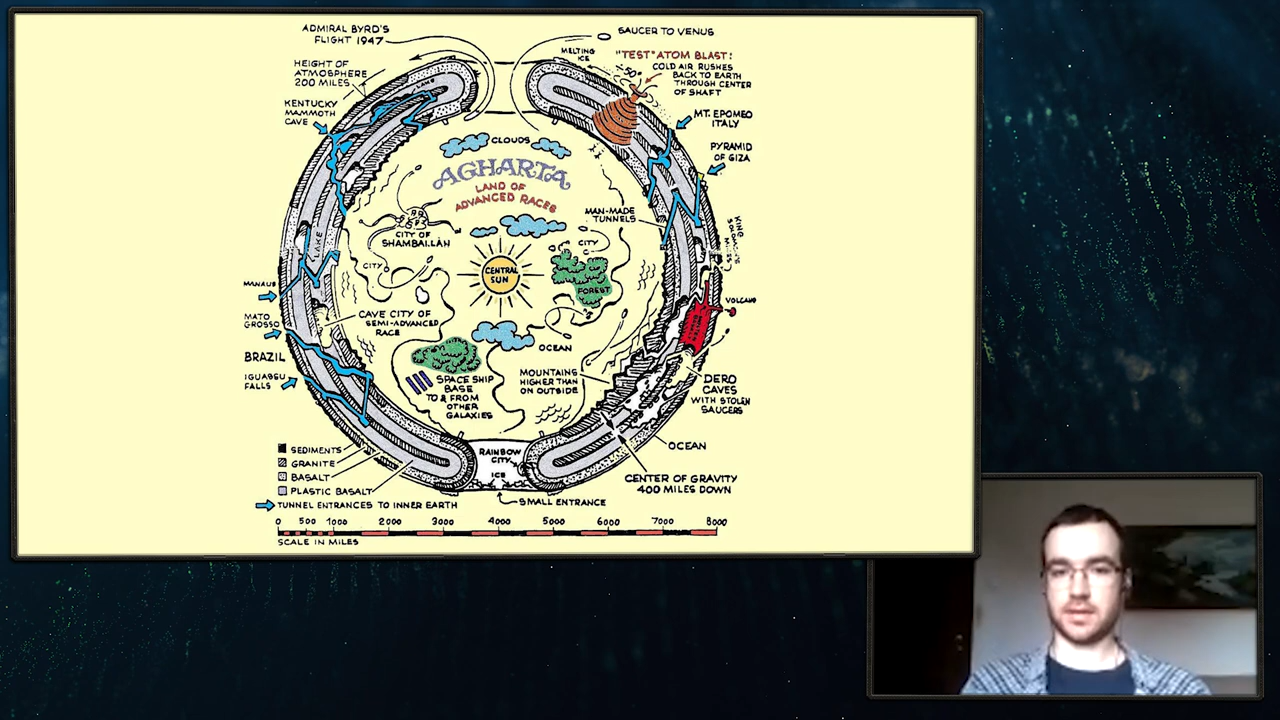 ADMIRAL BYRD'S
FLIGHT 1947
SAUCER TO VENUS
MELTING
ICE
"TEST" ATOM BLAST:
COLD AIR RUSHES
BACK TO EARTH
THROUGH CENTER
OF SHAFT
HEIGHT OF
ATMOSPHERE
200 MILES
KENTUCKY
MAMMOTH
CAVE
MT. EPOMEO
ITALY
PYRAMID
OF GIZA
CLOUDS
AGHARTA
LAND OF
ADVANCED RACES
MAN-MADE
TUNNELS
CITY OF
SHAMBALLAH
CITY
CITY
CENTRAL
SUN
FOREST
LAKE
MANAUS
MATO
GROSSO
BRAZIL
IGUASSU
FALLS
CAVE CITY OF
SEMI-ADVANCED
RACE
VOLCANO
OCEAN
MOUNTAINS
HIGHER THAN
ON OUTSIDE
SPACE SHIP
BASE
TO & FROM
OTHER
GALAXIES
DERO
CAVES
WITH STOLEN
SAUCERS
OCEAN
RAINBOW
CITY
ICE
CENTER OF GRAVITY
400 MILES DOWN
SMALL ENTRANCE
SEDIMENTS
GRANITE
BASALT
PLASTIC BASALT
TUNNEL ENTRANCES TO INNER EARTH
0 500 1000 2000 3000 4000 5000 6000 7000 8000
SCALE IN MILES